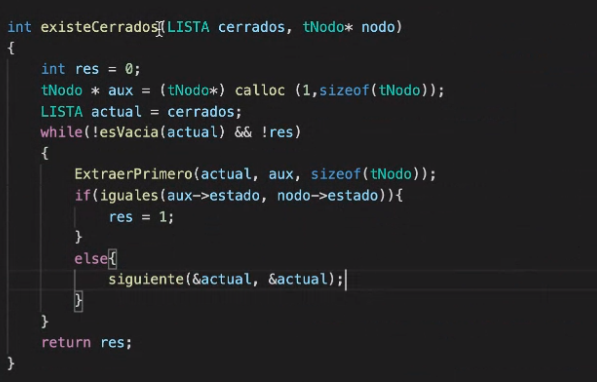 int existeCerrados(LISTA cerrados, tNodo* nodo)
{
    int res = 0;
    tNodo * aux = (tNodo*) calloc (1,sizeof(tNodo));
    LISTA actual = cerrados;
    while(!esVacia(actual) && !res)
    {
        ExtraerPrimero(actual, aux, sizeof(tNodo));
        if(iguales(aux->estado, nodo->estado)){
            res = 1;
        }
        else{
            siguiente(&actual, &actual);
        }
    }
    return res;
}